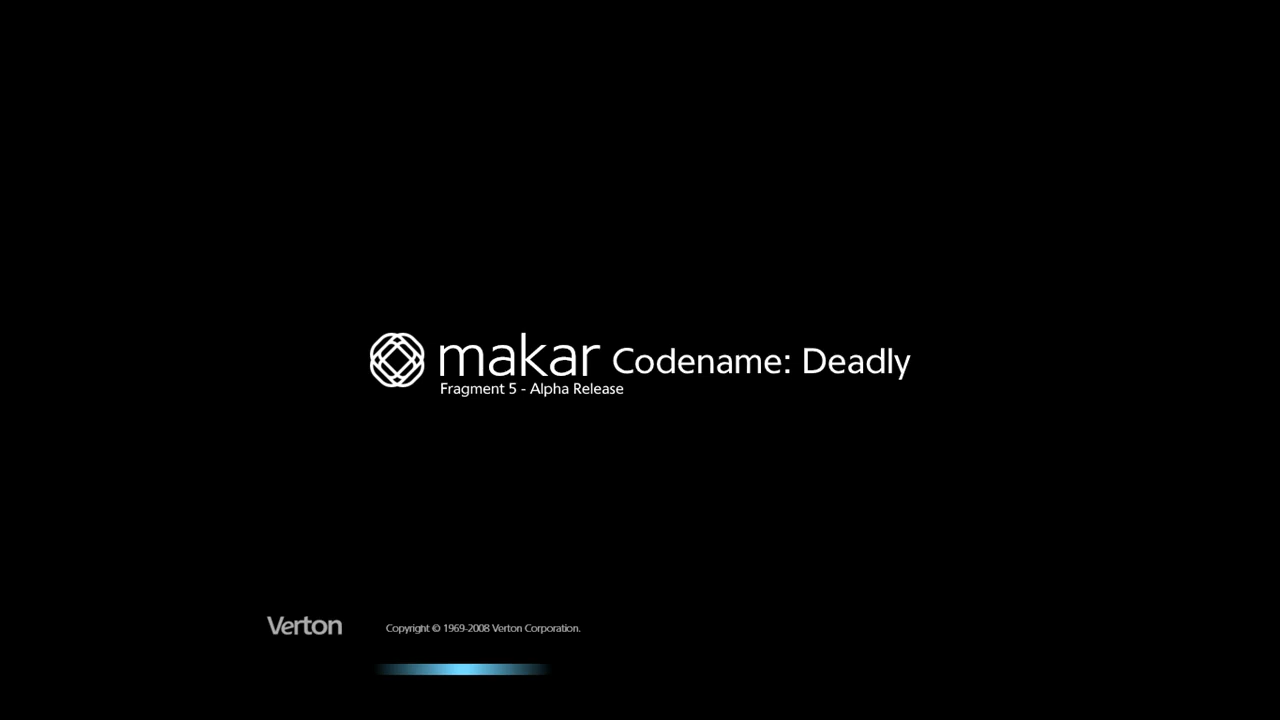 makar Codename: Deadly
Fragment 5 - Alpha Release
Verton Copyright © 1969-2008 Verton Corporation.